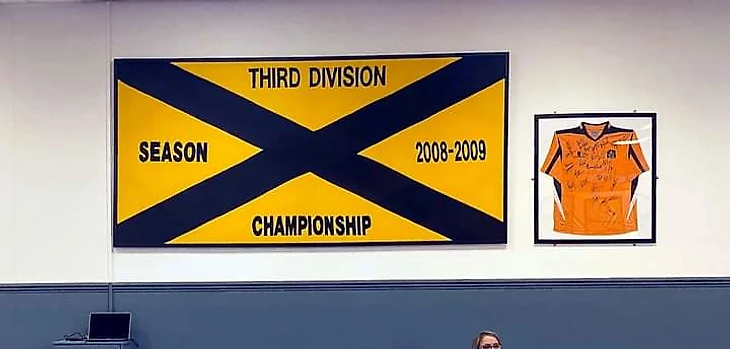 THIRD DIVISION
SEASON
2008-2009
CHAMPIONSHIP